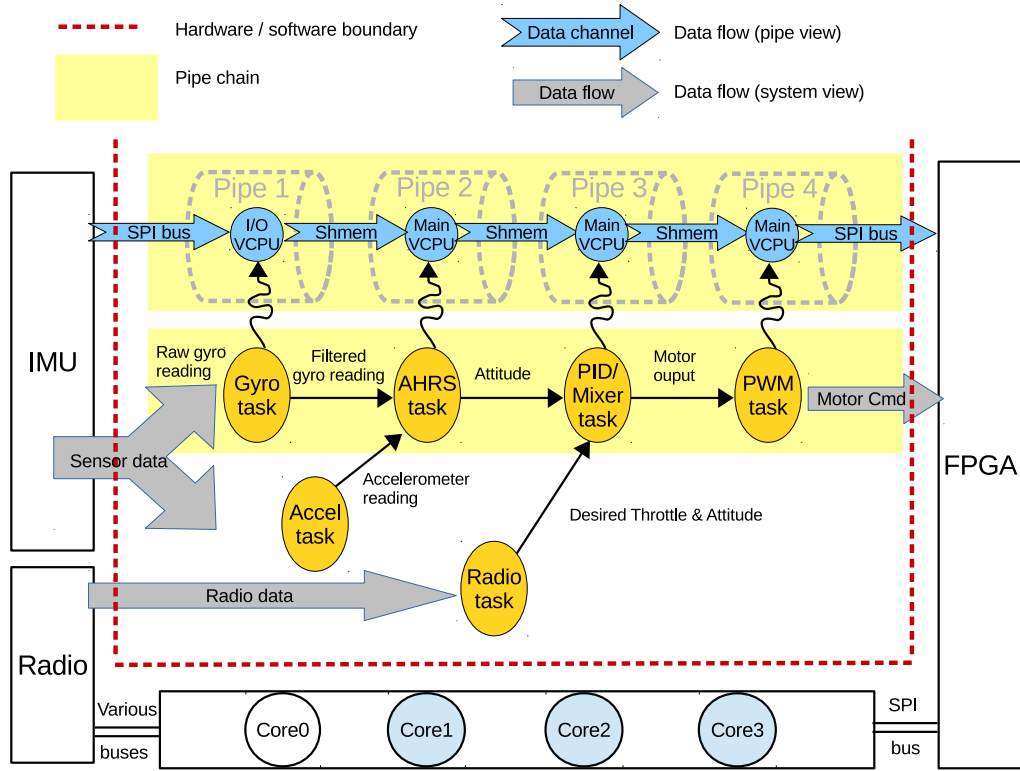 Hardware / software boundary
Data channel
Data flow (pipe view)
Pipe chain
Data flow
Data flow (system view)
Pipe 1
Pipe 2
Pipe 3
Pipe 4
SPI bus
I/O
VCPU
Shmem
Main
VCPU
Shmem
Main
VCPU
Shmem
Main
VCPU
SPI bus
IMU
Raw gyro
reading
Gyro
task
Filtered
gyro reading
AHRS
task
Attitude
PID/
Mixer
task
Motor
ouput
PWM
task
Motor Cmd
FPGA
Sensor data
Accel
task
Accelerometer
reading
Desired Throttle & Attitude
Radio data
Radio
task
Radio
Various
buses
Core0
Core1
Core2
Core3
SPI
bus